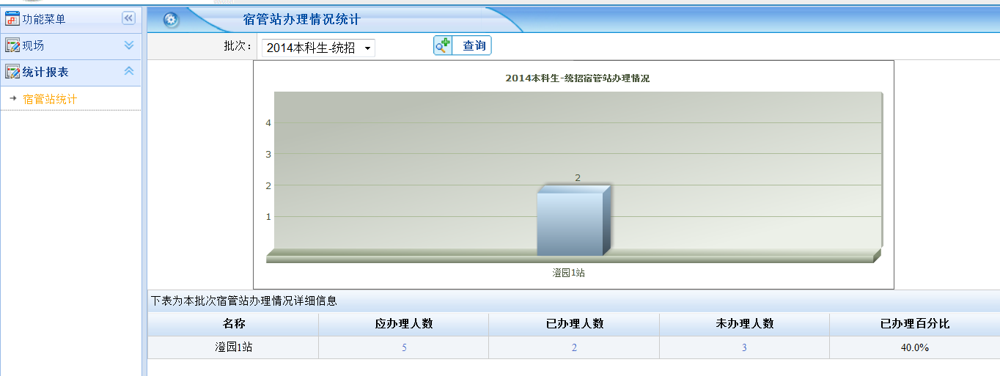 功能菜单
现场
统计报表
宿管站统计
宿管站办理情况统计
批次：
2014本科生-统招
查询
2014本科生-统招宿管站办理情况
4
3
2
1
2
澄园1站
下表为本批次宿管站办理情况详细信息
名称 应办理人数 已办理人数 未办理人数 已办理百分比
澄园1站 5 2 3 40.0%